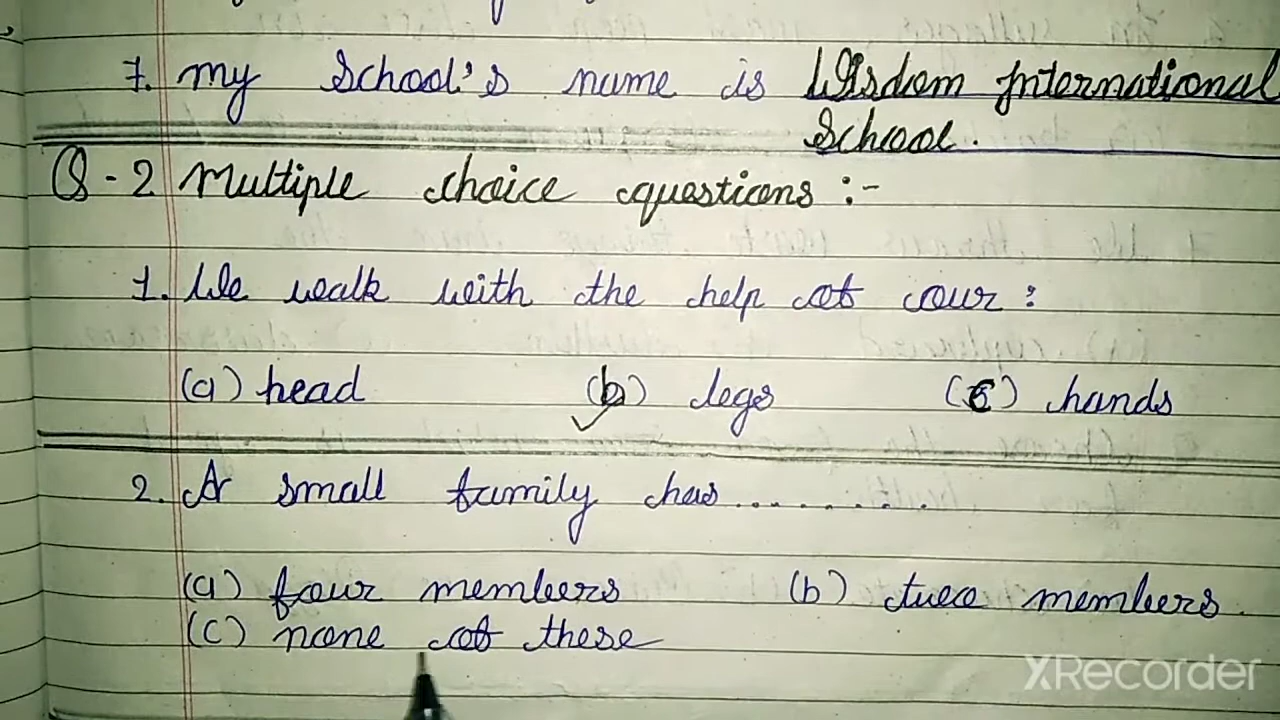 7. my School's name is Wisdom International
School.
Q-2 Multiple choice questions :-
1. We walk with the help of our :
(a) head (b) legs (c) hands
2. A small family has.........
(a) four members (b) two members.
(c) none of these
XRecorder